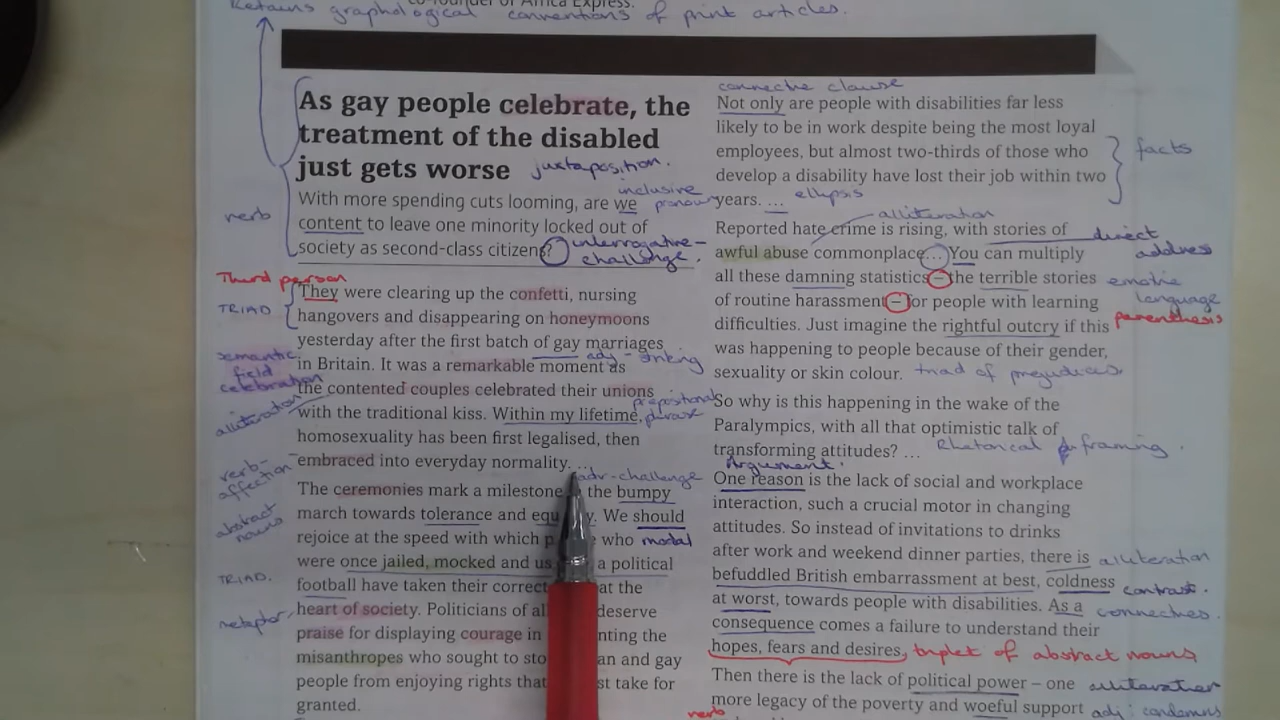 co-founder of Africa Express.
Retains graphological conventions of print articles.
As gay people celebrate, the
treatment of the disabled
just gets worse juxtaposition.
With more spending cuts looming, are we inclusive pronoun
verb content to leave one minority locked out of
society as second-class citizens? interrogative - challenge.
Third person
They were clearing up the confetti, nursing
TRIAD hangovers and disappearing on honeymoons
yesterday after the first batch of gay marriages
semantic field celebration
in Britain. It was a remarkable moment as adj - striking
the contented couples celebrated their unions
alliteration
with the traditional kiss. Within my lifetime, prepositional phrase
homosexuality has been first legalised, then
verb - affection embraced into everyday normality. ...
adv - challenge
The ceremonies mark a milestone the bumpy
abstract nouns march towards tolerance and We should
rejoice at the speed with which who modal
were once jailed, mocked and a political
TRIAD. football have taken their at the
metaphor heart of society. Politicians of deserve
praise for displaying courage in the
misanthropes who sought to and gay
people from enjoying rights that take for
granted.
connective clause
Not only are people with disabilities far less
likely to be in work despite being the most loyal
employees, but almost two-thirds of those who facts
develop a disability have lost their job within two
years. ... ellipsis
alliteration
Reported hate crime is rising, with stories of direct address
awful abuse commonplace... You can multiply
all these damning statistics – the terrible stories emotive language
of routine harassment – for people with learning parenthesis
difficulties. Just imagine the rightful outcry if this
was happening to people because of their gender,
sexuality or skin colour. triad of prejudices
So why is this happening in the wake of the
Paralympics, with all that optimistic talk of
transforming attitudes? ... Rhetorical framing.
Argument.
One reason is the lack of social and workplace
interaction, such a crucial motor in changing
attitudes. So instead of invitations to drinks
after work and weekend dinner parties, there is alliteration
befuddled British embarrassment at best, coldness contrast.
at worst, towards people with disabilities. As a connectives.
consequence comes a failure to understand their
hopes, fears and desires, triplet of abstract nouns
Then there is the lack of political power – one alliteration
more legacy of the poverty and woeful support adj: condemns
verb